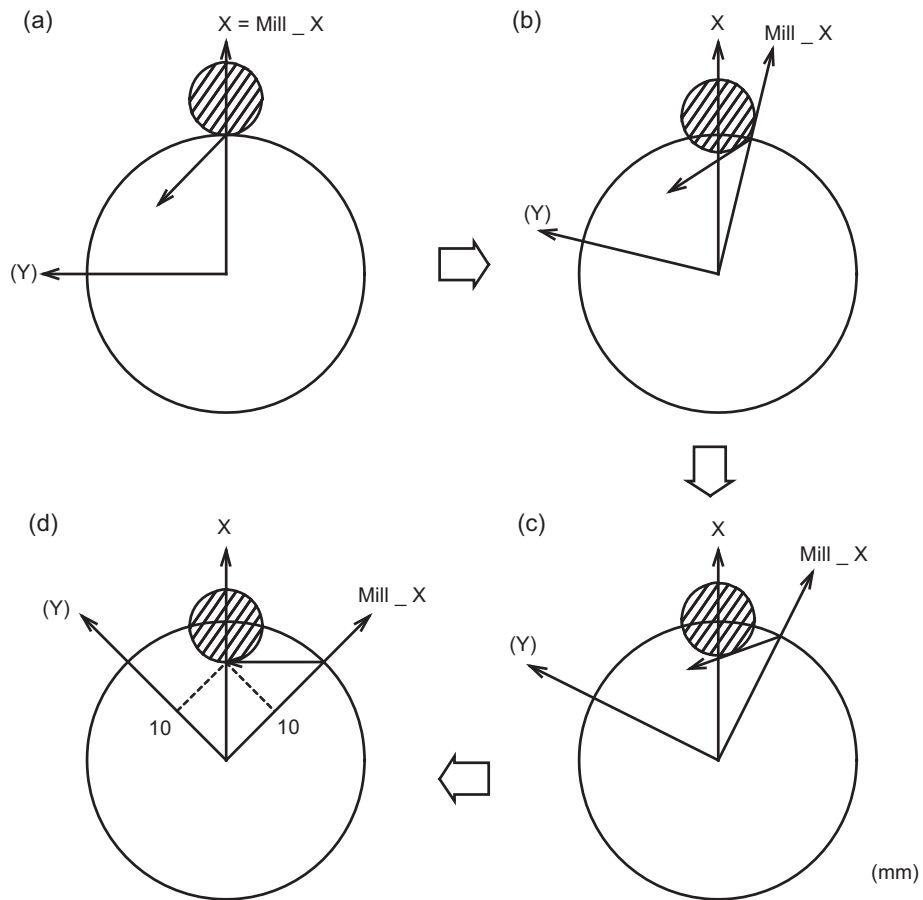 (a)
X = Mill _ X
(Y)
(b)
X
Mill _ X
(Y)
(d)
X
(Y)
Mill _ X
10
10
(c)
X
Mill _ X
(Y)
(mm)